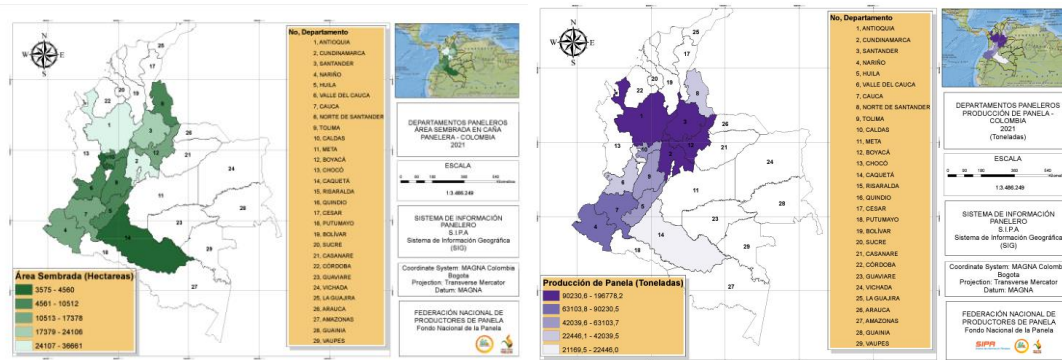 N
W
E
S
No, Departamento
1, ANTIOQUIA
2, CUNDINAMARCA
3, SANTANDER
4, NARIÑO
5, HUILA
6, VALLE DEL CAUCA
7, CAUCA
8, NORTE DE SANTANDER
9, TOLIMA
10, CALDAS
11, META
12, BOYACÁ
13, CHOCÓ
14, CAQUETÁ
15, RISARALDA
16, QUINDIO
17, CESAR
18, PUTUMAYO
19, BOLÍVAR
20, SUCRE
21, CASANARE
22, CÓRDOBA
23, GUAVIARE
24, VICHADA
25, LA GUAJIRA
26, ARAUCA
27, AMAZONAS
28, GUAINIA
29, VAUPES
Área Sembrada (Hectareas)
3575 - 4560
4561 - 10512
10513 - 17378
17379 - 24106
24107 - 36661
DEPARTAMENTOS PANELEROS
ÁREA SEMBRADA EN CAÑA
PANELERA - COLOMBIA
2021
ESCALA
1:3.486.249
SISTEMA DE INFORMACIÓN
PANELERO
S.I.P.A
Sistema de Información Geográfica
(SIG)
Coordinate System: MAGNA Colombia
Bogota
Projection: Transverse Mercator
Datum: MAGNA
FEDERACIÓN NACIONAL DE
PRODUCTORES DE PANELA
Fondo Nacional de la Panela
N
W
E
S
No, Departamento
1, ANTIOQUIA
2, CUNDINAMARCA
3, SANTANDER
4, NARIÑO
5, HUILA
6, VALLE DEL CAUCA
7, CAUCA
8, NORTE DE SANTANDER
9, TOLIMA
10, CALDAS
11, META
12, BOYACÁ
13, CHOCÓ
14, CAQUETÁ
15, RISARALDA
16, QUINDIO
17, CESAR
18, PUTUMAYO
19, BOLÍVAR
20, SUCRE
21, CASANARE
22, CÓRDOBA
23, GUAVIARE
24, VICHADA
25, LA GUAJIRA
26, ARAUCA
27, AMAZONAS
28, GUAINIA
29, VAUPES
Producción de Panela (Toneladas)
90230,6 - 196778,2
63103,8 - 90230,5
42039,6 - 63103,7
22446,1 - 42039,5
21169,5 - 22446,0
DEPARTAMENTOS PANELEROS
PRODUCCIÓN DE PANELA -
COLOMBIA
2021
(Toneladas)
ESCALA
1:3.486.249
SISTEMA DE INFORMACIÓN
PANELERO
S.I.P.A
Sistema de Información Geográfica
(SIG)
Coordinate System: MAGNA Colombia
Bogota
Projection: Transverse Mercator
Datum: MAGNA
FEDERACIÓN NACIONAL DE
PRODUCTORES DE PANELA
Fondo Nacional de la Panela
SIPA